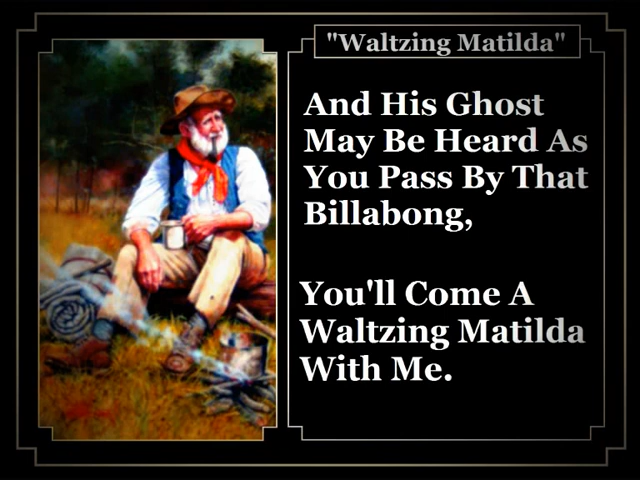 "Waltzing Matilda"
And His Ghost
May Be Heard As
You Pass By That
Billabong,
You'll Come A
Waltzing Matilda
With Me.